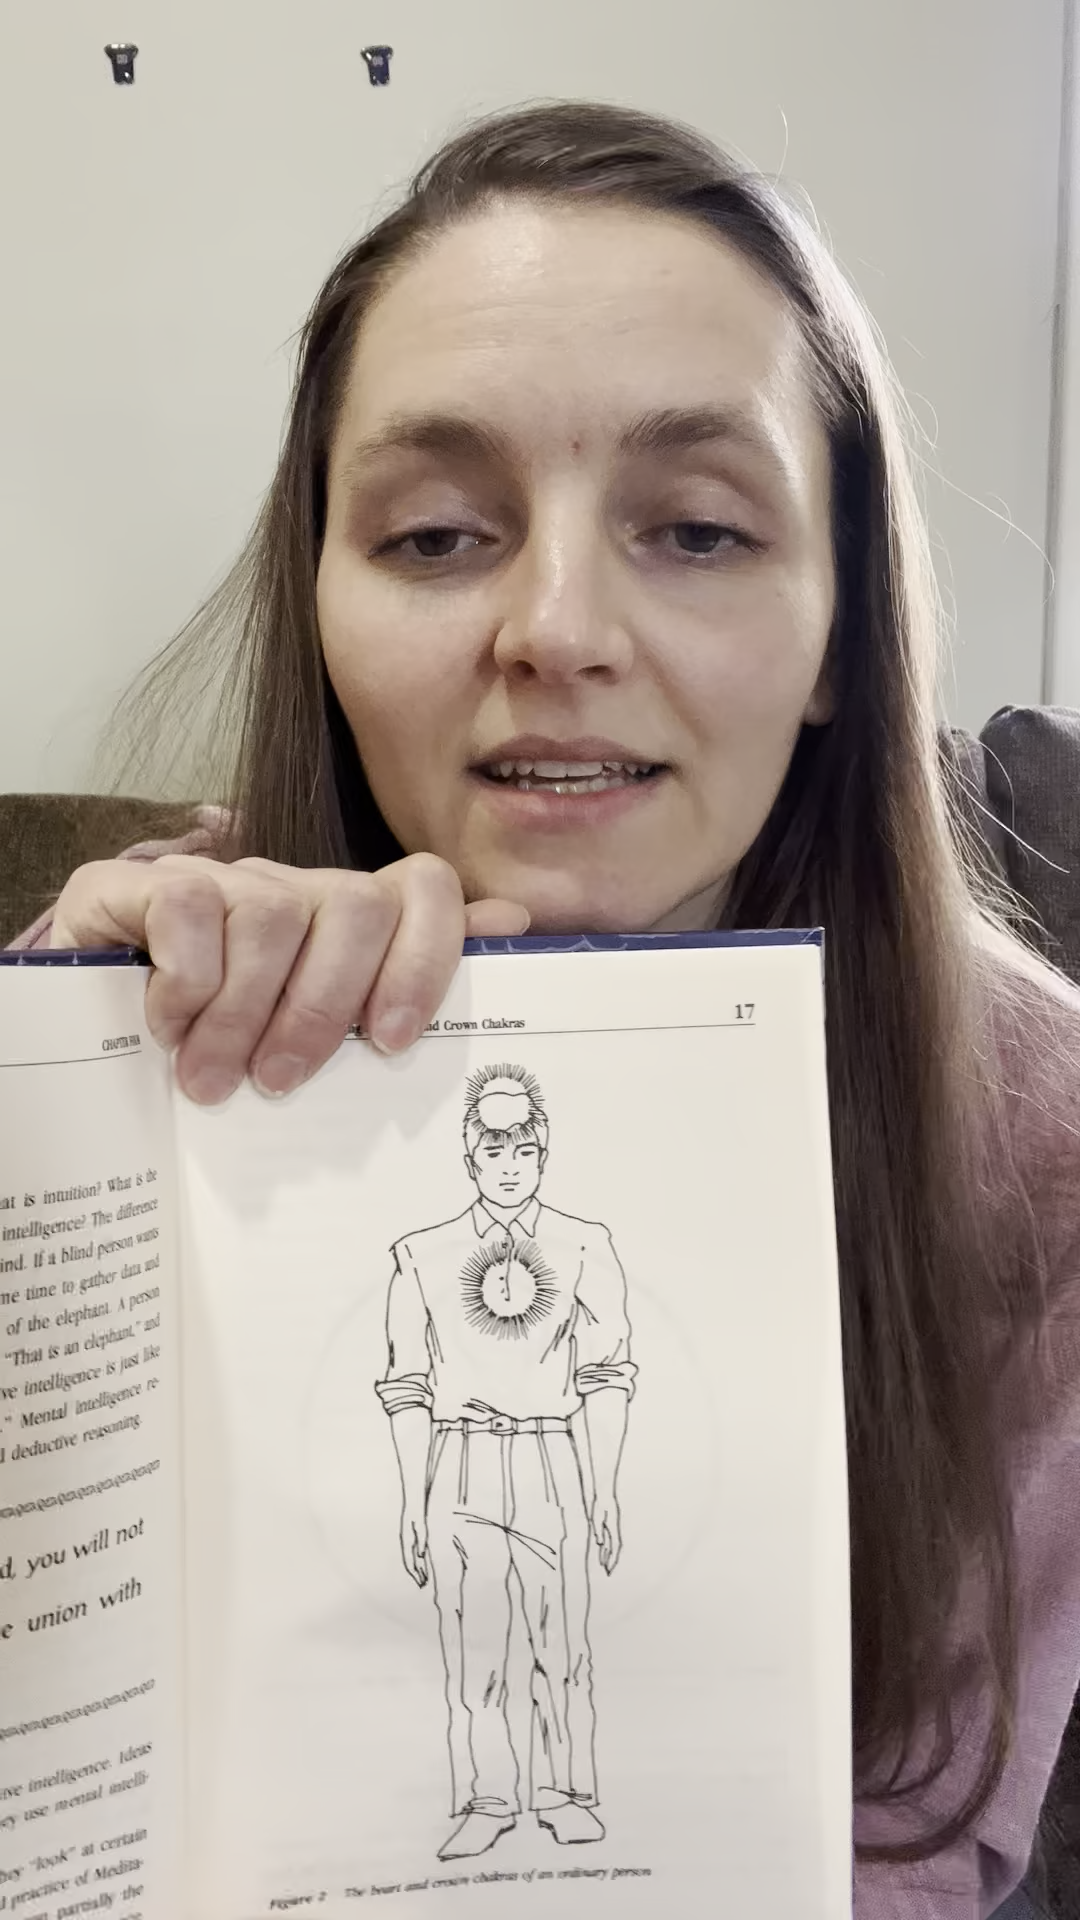 CHAPTER FOUR
at is intuition? What is the
intelligence? The difference
ind. If a blind person wants
me time to gather data and
of the elephant. A person
"That is an elephant," and
ve intelligence is just like
." Mental intelligence re-
l deductive reasoning.
d, you will not
e union with
ive intelligence. Ideas
ey use mental intelli-
hey "look" at certain
d practice of Medita-
partially the
nd Crown Chakras
17
Figure 2 The heart and crown chakras of an ordinary person